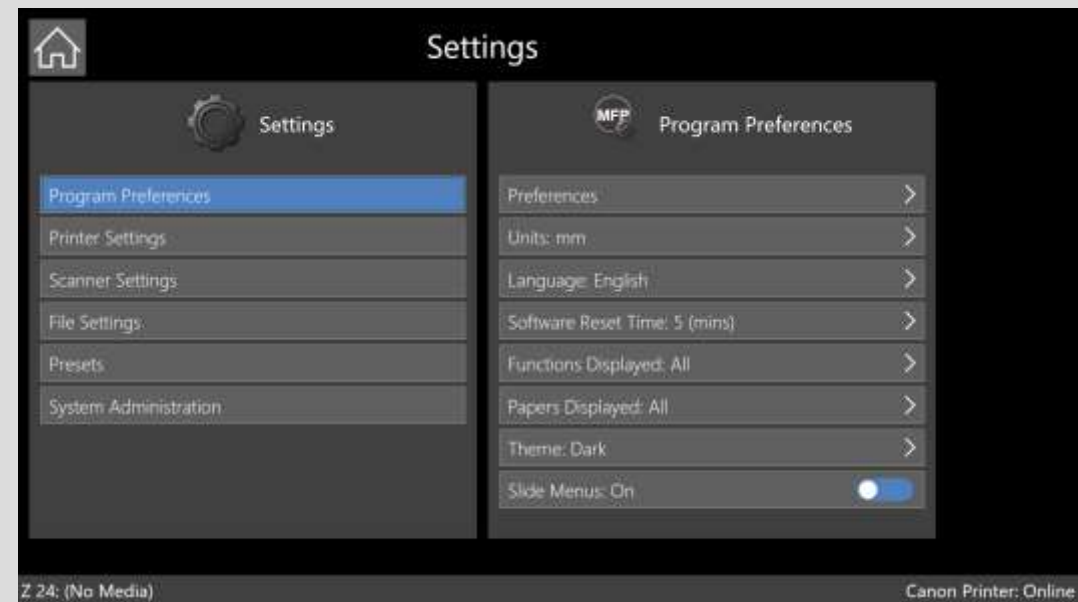 Settings
Settings
Program Preferences
Printer Settings
Scanner Settings
File Settings
Presets
System Administration
MFP
Program Preferences
Preferences
Units: mm
Language: English
Software Reset Time: 5 (mins)
Functions Displayed: All
Papers Displayed: All
Theme: Dark
Slide Menus: On
Z 24: (No Media)
Canon Printer: Online